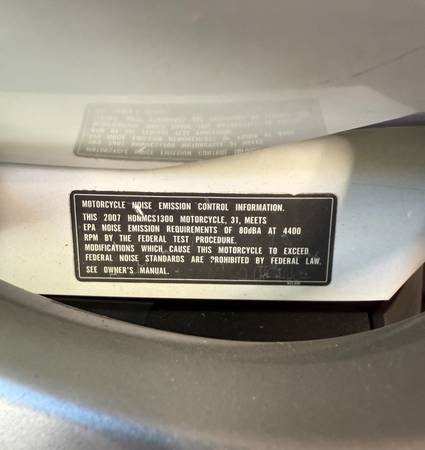 MOTORCYCLE NOISE EMISSION CONTROL INFORMATION.
THIS 2007 HONMCS1300 MOTORCYCLE, 31, MEETS
EPA NOISE EMISSION REQUIREMENTS OF 80dBA AT 4400
RPM BY THE FEDERAL TEST PROCEDURE.
MODIFICATIONS WHICH CAUSE THIS MOTORCYCLE TO EXCEED
FEDERAL NOISE STANDARDS ARE PROHIBITED BY FEDERAL LAW.
SEE OWNER'S MANUAL.